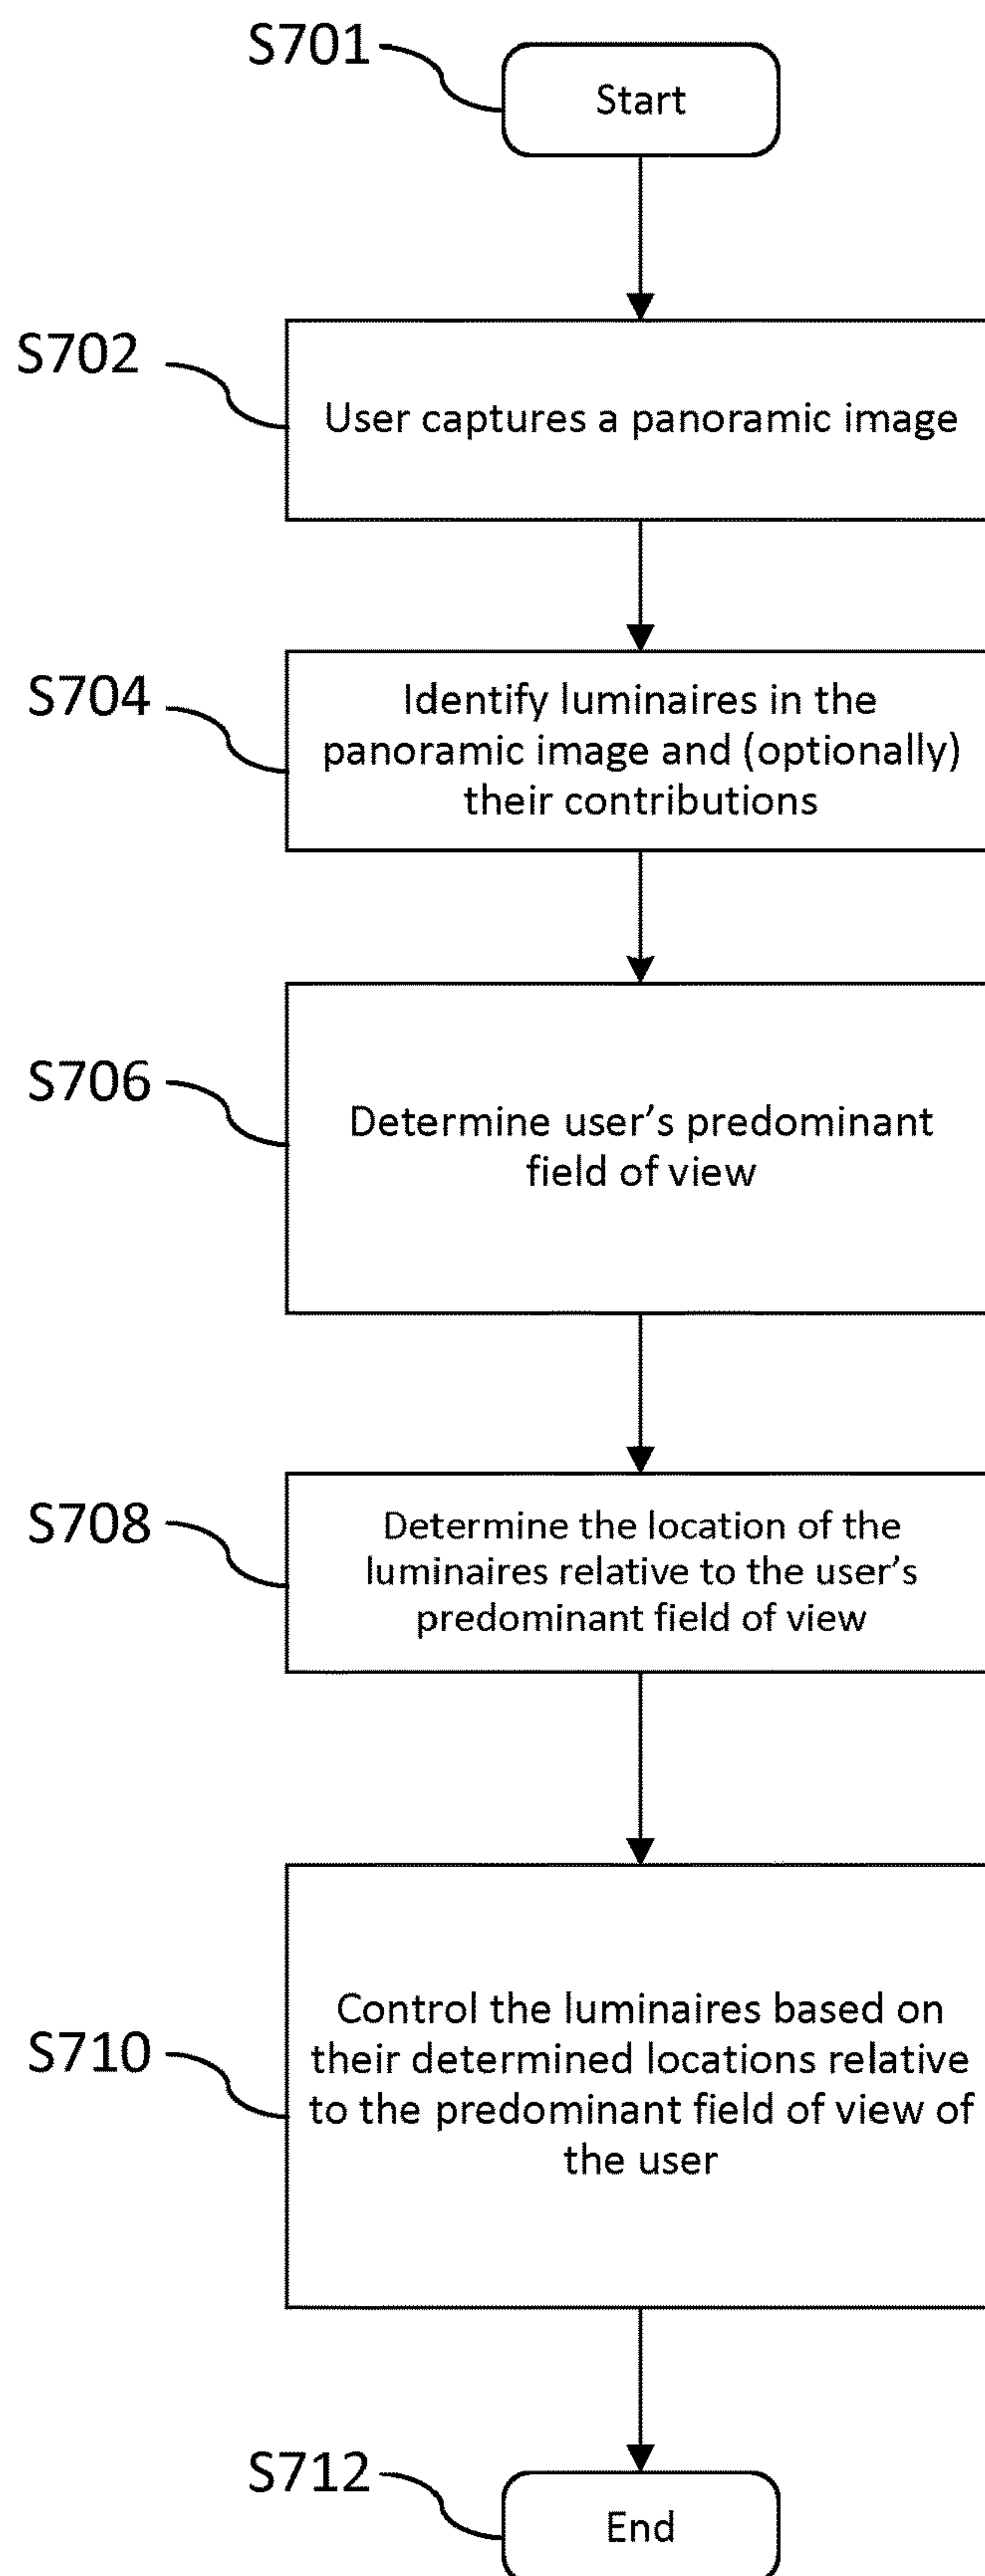 S701
Start
S702
User captures a panoramic image
S704
Identify luminaires in the
panoramic image and (optionally)
their contributions
S706
Determine user’s predominant
field of view
S708
Determine the location of the
luminaires relative to the user’s
predominant field of view
S710
Control the luminaires based on
their determined locations relative
to the predominant field of view of
the user
S712
End